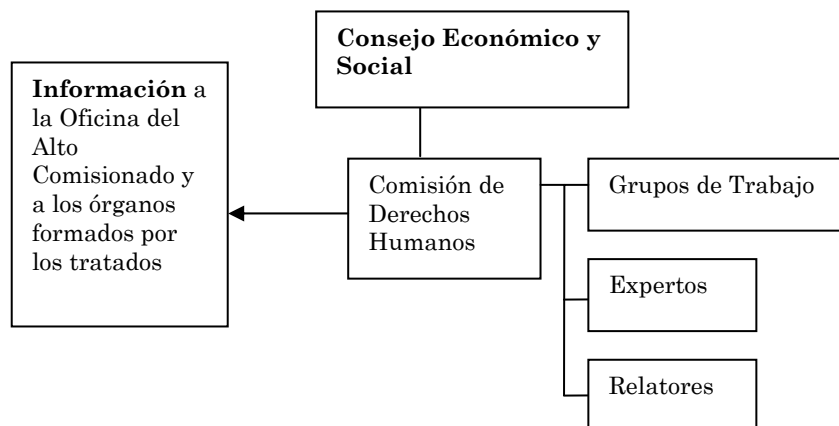 Consejo Económico y
Social
Información a
la Oficina del
Alto
Comisionado y
a los órganos
formados por
los tratados
Comisión de
Derechos
Humanos
Grupos de Trabajo
Expertos
Relatores